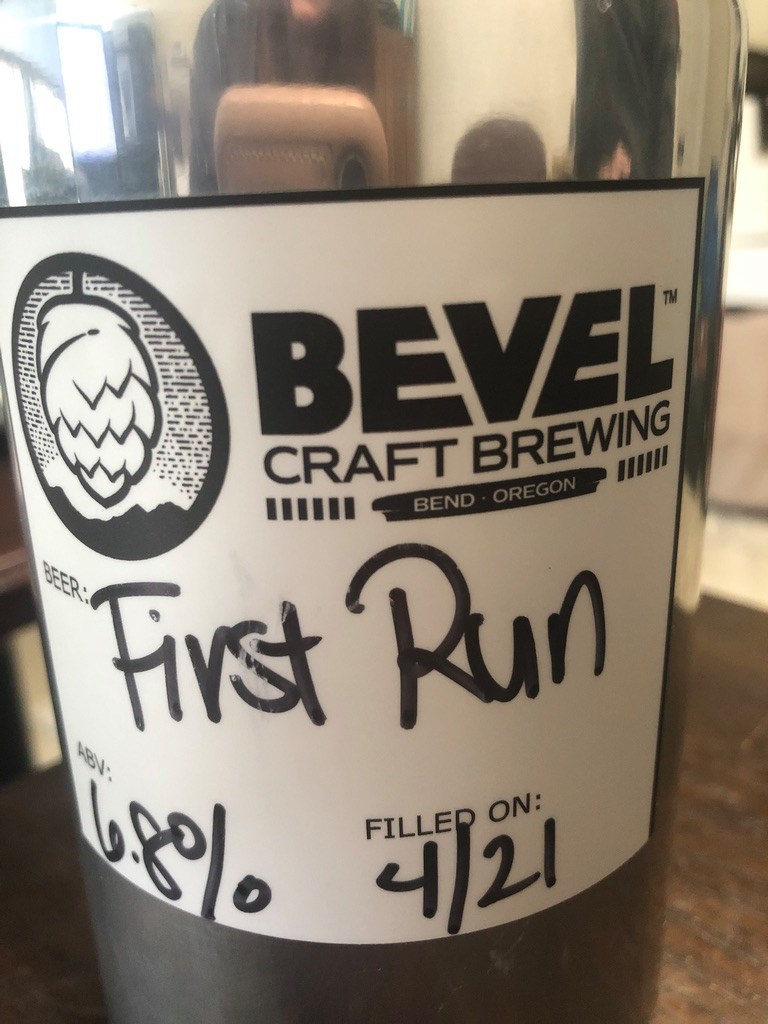 BEVEL™
CRAFT BREWING
BEND · OREGON
BEER: First Run
ABV: 6.8%
FILLED ON: 4/21